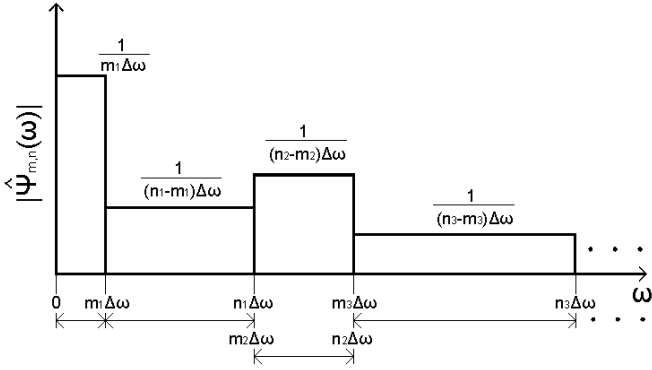 1
m₁Δω
1
(n₂-m₂)Δω
1
(n₁-m₁)Δω
1
(n₃-m₃)Δω
|Ψ̂ₘ,ₙ(ω)|
. . .
0 m₁Δω n₁Δω m₃Δω n₃Δω ω
. . .
m₂Δω n₂Δω